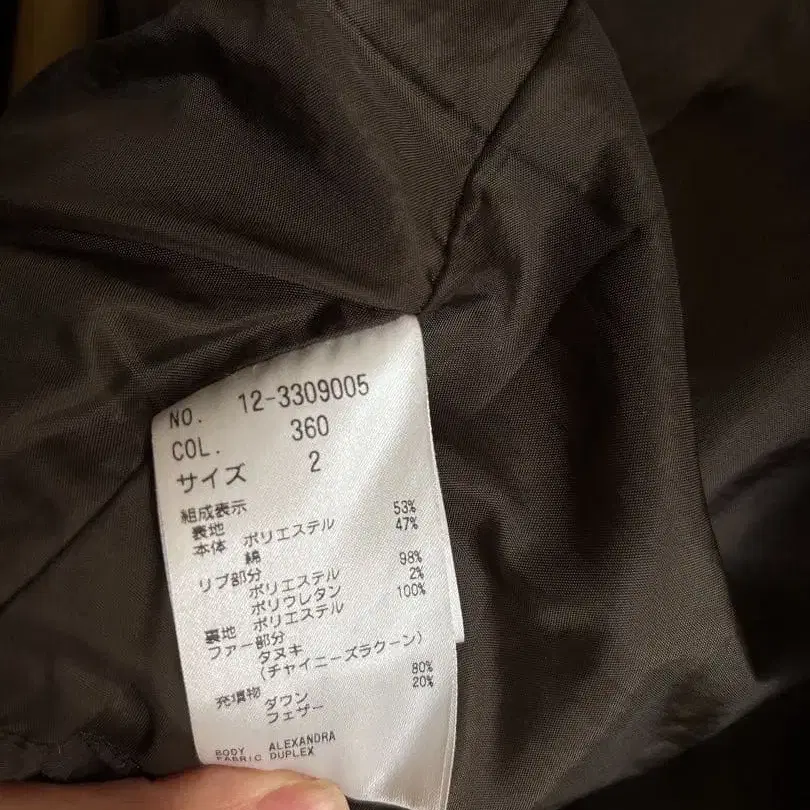 NO. 12-3309005
COL. 360
サイズ 2
組成表示
表地
本体 ポリエステル 53%
綿 47%
リブ部分
ポリエステル 98%
ポリウレタン 2%
裏地 ポリエステル 100%
ファー部分
タヌキ
(チャイニーズラクーン)
充填物
ダウン 80%
フェザー 20%
BODY ALEXANDRA
FABRIC DUPLEX